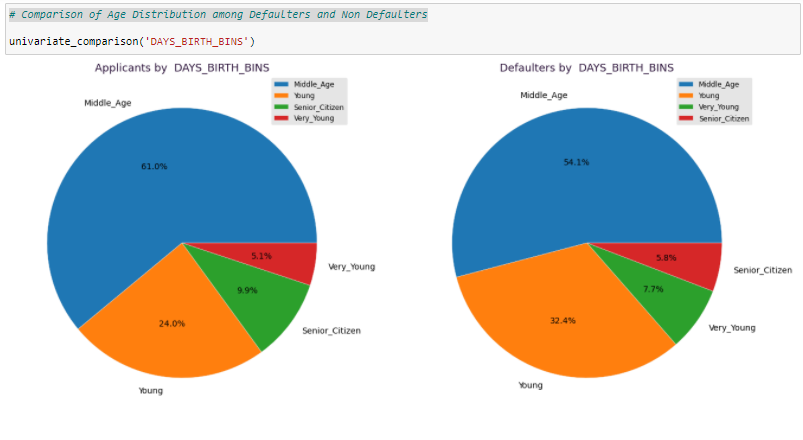 # Comparison of Age Distribution among Defaulters and Non Defaulters
univariate_comparison('DAYS_BIRTH_BINS')
Applicants by DAYS_BIRTH_BINS
Middle_Age
Young
Senior_Citizen
Very_Young
Middle_Age
61.0%
5.1%
Very_Young
9.9%
24.0%
Senior_Citizen
Young
Defaulters by DAYS_BIRTH_BINS
Middle_Age
Young
Very_Young
Senior_Citizen
Middle_Age
54.1%
5.8%
Senior_Citizen
7.7%
32.4%
Very_Young
Young